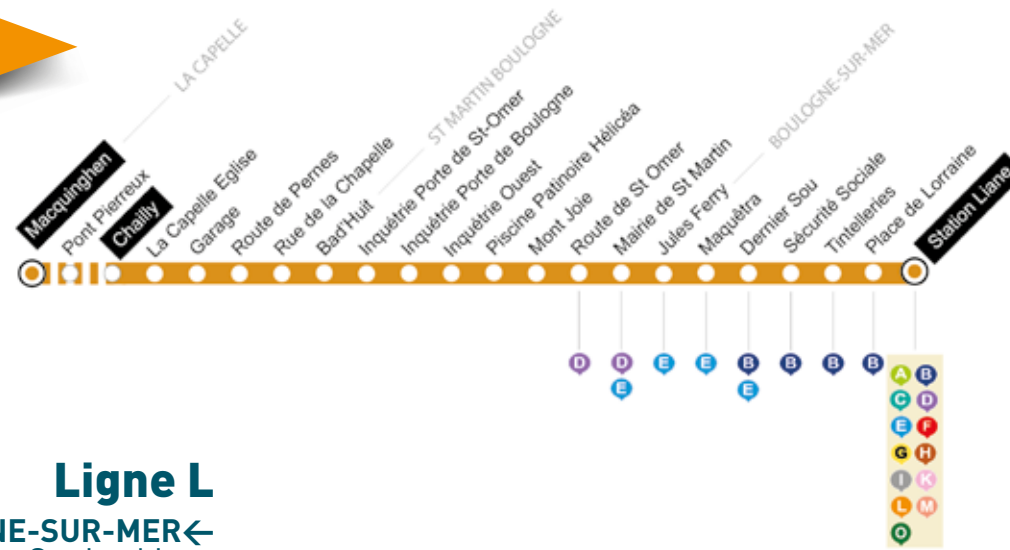 LA CAPELLE
ST MARTIN BOULOGNE
BOULOGNE-SUR-MER
Macquinghen
Pont Pierreux
Chailly
La Capelle Eglise
Garage
Route de Pernes
Rue de la Chapelle
Bad'Huit
Inquétrie Porte de St-Omer
Inquétrie Porte de Boulogne
Inquétrie Ouest
Piscine Patinoire Hélicéa
Mont Joie
Route de St Omer
Mairie de St Martin
Jules Ferry
Maquêtra
Dernier Sou
Sécurité Sociale
Tintelleries
Place de Lorraine
Station Liane
D D E E B B B B
E E
A B
C D
E F
G H
I K
L M
O
Ligne L
NE-SUR-MER←